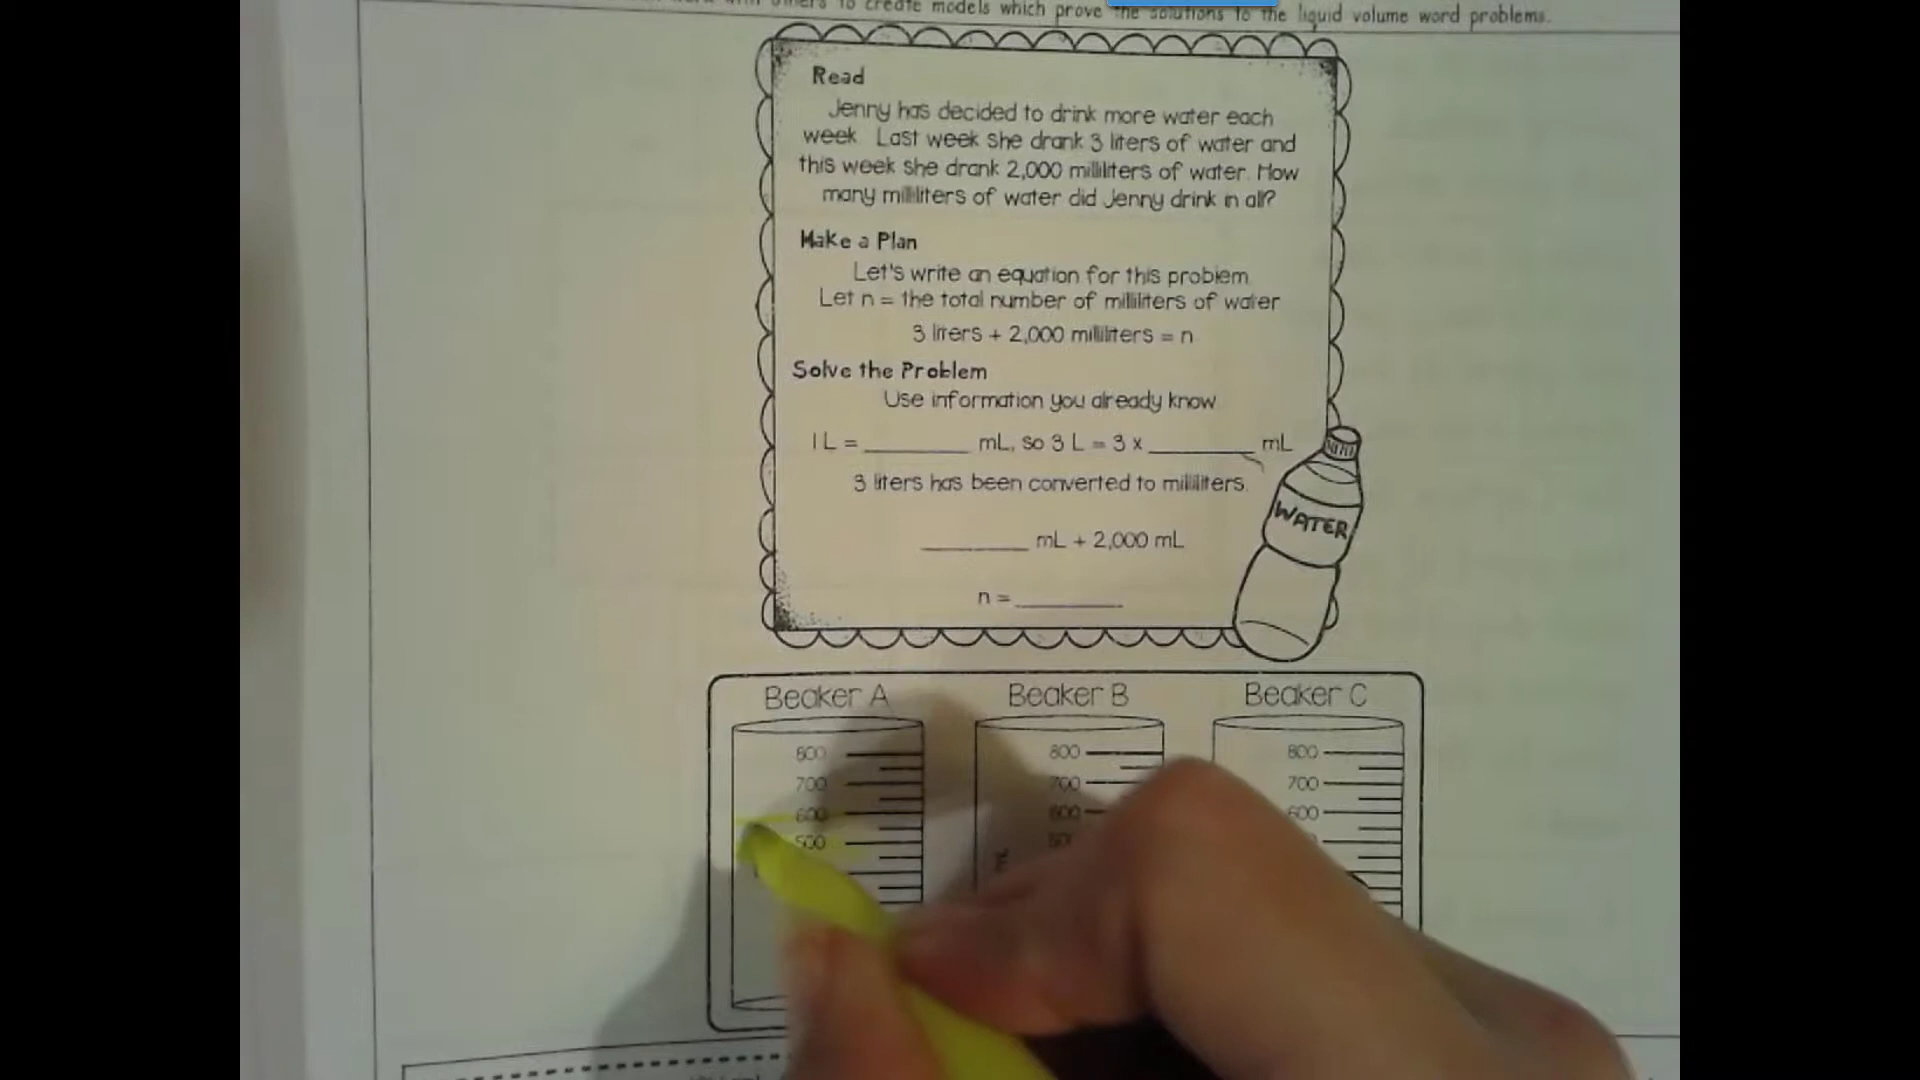 others to create models which prove the solutions to the liquid volume word problems.
Read
Jenny has decided to drink more water each
week. Last week she drank 3 liters of water and
this week she drank 2,000 milliliters of water. How
many milliliters of water did Jenny drink in all?
Make a Plan
Let's write an equation for this problem.
Let n = the total number of milliliters of water
3 liters + 2,000 milliliters = n
Solve the Problem
Use information you already know.
1 L = ________ mL, so 3 L = 3 x ________ mL
3 liters has been converted to milliliters.
________ mL + 2,000 mL
n = ________
WATER
Beaker A Beaker B Beaker C
800 800 800
700 700 700
600 600 600
500
mL